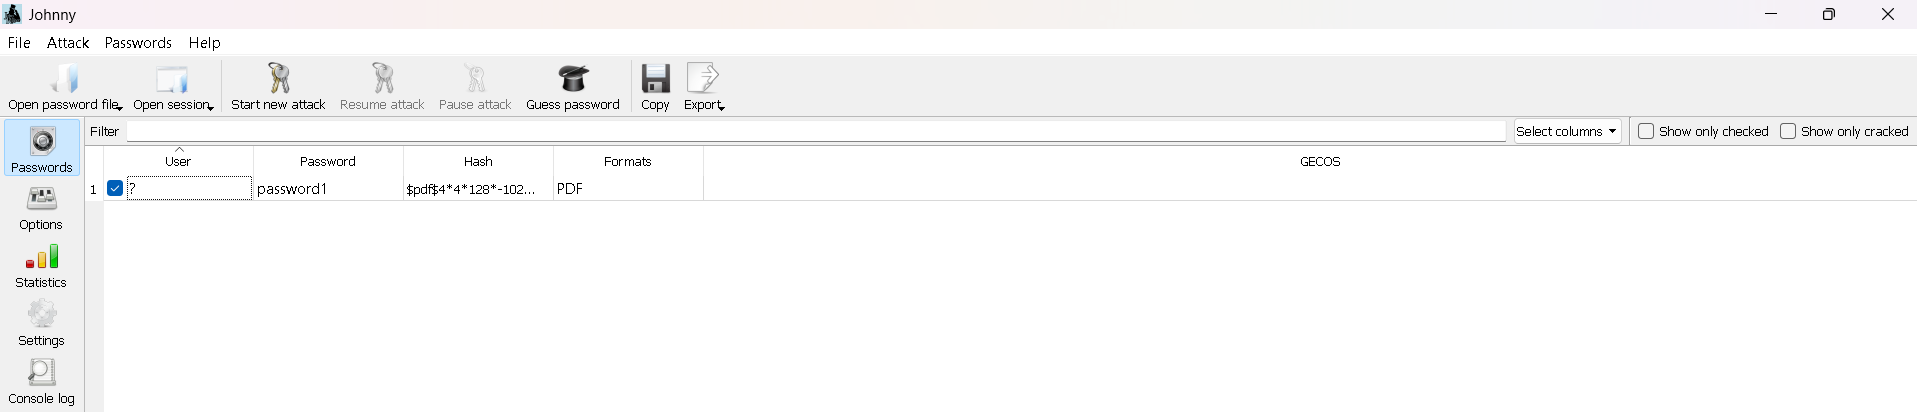 Johnny
File Attack Passwords Help
Open password file Open session Start new attack Resume attack Pause attack Guess password Copy Export
Filter Select columns Show only checked Show only cracked
Passwords
User Password Hash Formats GECOS
1 ? password1 $pdf$4*4*128*-102... PDF
Options
Statistics
Settings
Console log